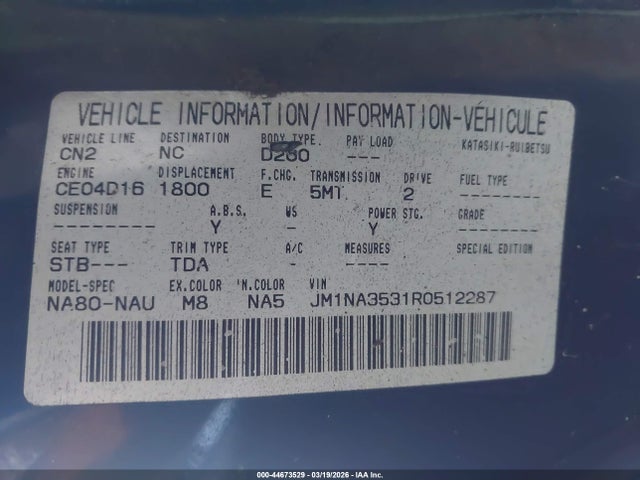 VEHICLE INFORMATION/INFORMATION-VÉHICULE
VEHICLE LINE DESTINATION BODY TYPE. PAY LOAD KATASIKI-RUIBETSU
CN2 NC D200 ---
ENGINE DISPLACEMENT F.CHG. TRANSMISSION DRIVE FUEL TYPE
CE04D16 1800 E 5MT 2
SUSPENSION A.B.S. WS POWER STG. GRADE
-------- Y - Y -------
SEAT TYPE TRIM TYPE A/C MEASURES SPECIAL EDITION
STB--- TDA - ----
MODEL-SPEC EX.COLOR 'N.COLOR VIN
NA80-NAU M8 NA5 JM1NA3531R0512287
000-44673529 - 03/19/2026 - IAA Inc.